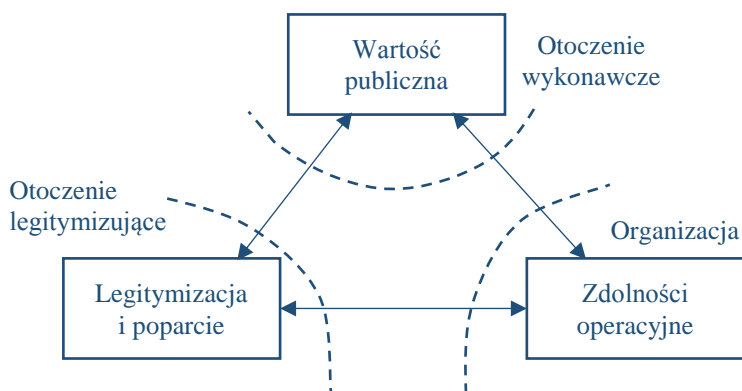 Wartość
publiczna
Otoczenie
wykonawcze
Otoczenie
legitymizujące
Organizacja
Legitymizacja
i poparcie
Zdolności
operacyjne